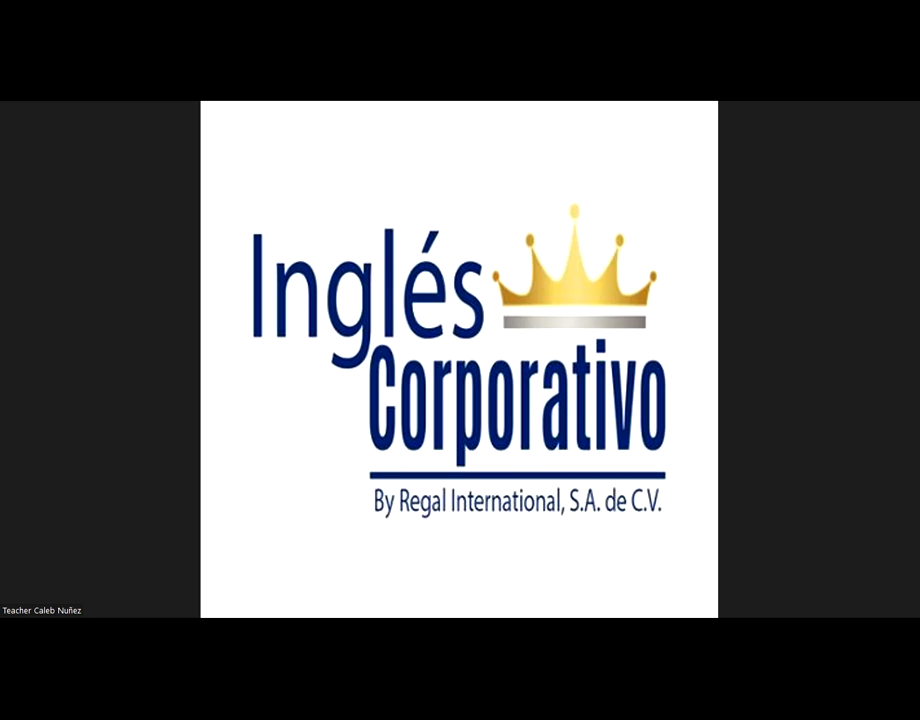 Inglés
Corporativo
By Regal International, S.A. de C.V.
Teacher Caleb Nuñez